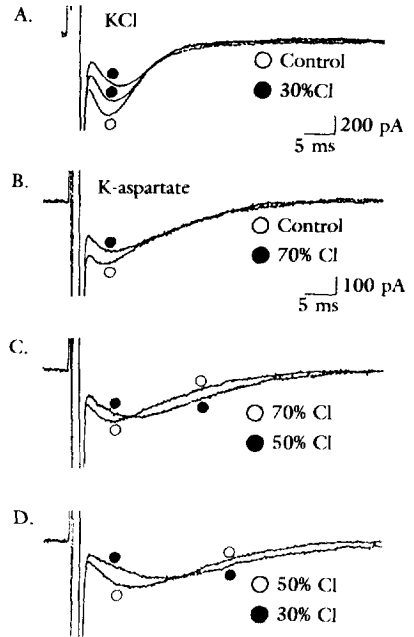 A.
KCl
Control
30%Cl
200 pA
5 ms
B.
K-aspartate
Control
70% Cl
100 pA
5 ms
C.
70% Cl
50% Cl
D.
50% Cl
30% Cl